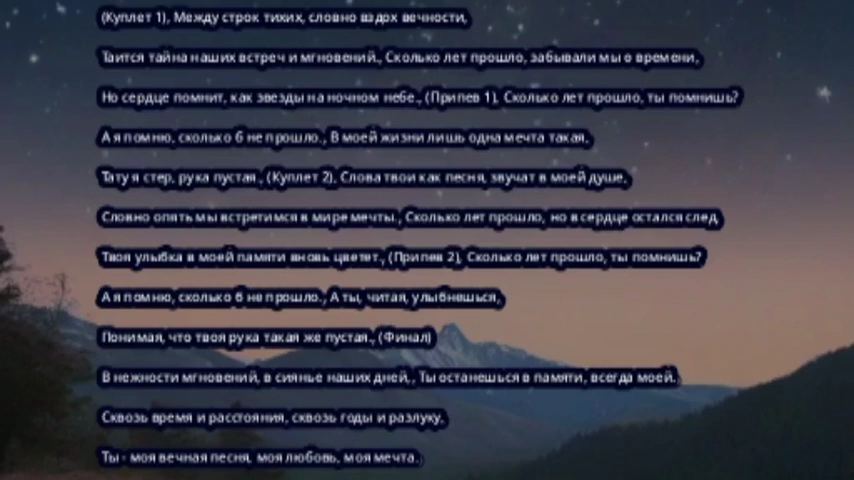 (Куплет 1), Между строк тихих, словно вздох вечности,
Таится тайна наших встреч и мгновений., Сколько лет прошло, забывали мы о времени,
Но сердце помнит, как звезды на ночном небе., (Припев 1), Сколько лет прошло, ты помнишь?
А я помню, сколько б не прошло., В моей жизни лишь одна мечта такая,
Тату я стер, рука пустая., (Куплет 2), Слова твои как песня, звучат в моей душе,
Словно опять мы встретимся в мире мечты., Сколько лет прошло, но в сердце остался след,
Твоя улыбка в моей памяти вновь цветет., (Припев 2), Сколько лет прошло, ты помнишь?
А я помню, сколько б не прошло., А ты, читая, улыбнешься,
Понимая, что твоя рука такая же пустая., (Финал)
В нежности мгновений, в сиянье наших дней,, Ты останешься в памяти, всегда моей.
Сквозь время и расстояния, сквозь годы и разлуку,
Ты - моя вечная песня, моя любовь, моя мечта.